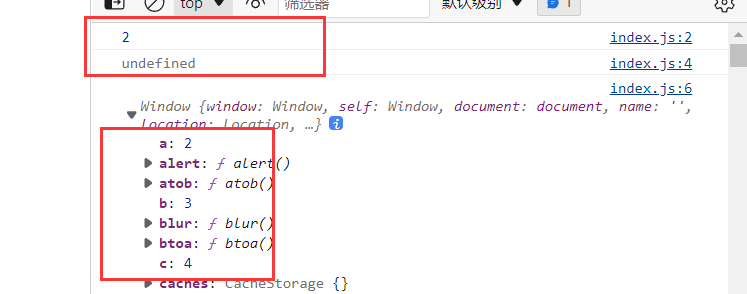 top 筛选器 默认级别 1
2 index.js:2
undefined index.js:4
index.js:6
Window {window: Window, self: Window, document: document, name: '',
Location: Location, …} i
a: 2
alert: ƒ alert()
atob: ƒ atob()
b: 3
blur: ƒ blur()
btoa: ƒ btoa()
c: 4
caches: CacheStorage {}